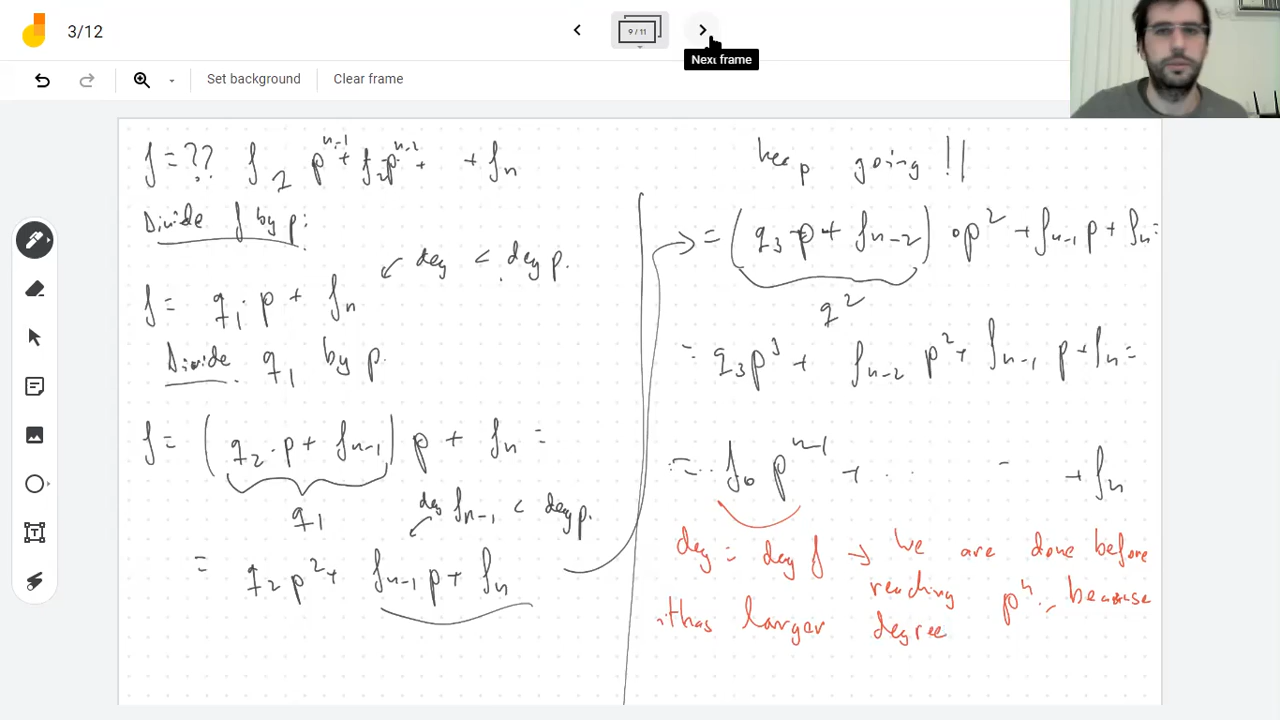 3/12
9 / 11
Next frame
Set background
Clear frame
f = ?? f_1 p^{n-1} + f_2 p^{n-2} + + f_n
Divide f by p:
deg < deg p.
f = q_1 p + f_n
Divide q_1 by p.
f = (q_2 · p + f_{n-1}) p + f_n =
q_1
deg f_{n-1} < deg p.
= q_2 p^2 + f_{n-1} p + f_n
keep going !!
= (q_3 · p + f_{n-2}) · p^2 + f_{n-1} p + f_n =
q^2
= q_3 p^3 + f_{n-2} p^2 + f_{n-1} p + f_n =
= .. f_0 p^{n-1} + .. - + f_n
deg = deg f → We are done before
reaching p^n, because
it has larger degree